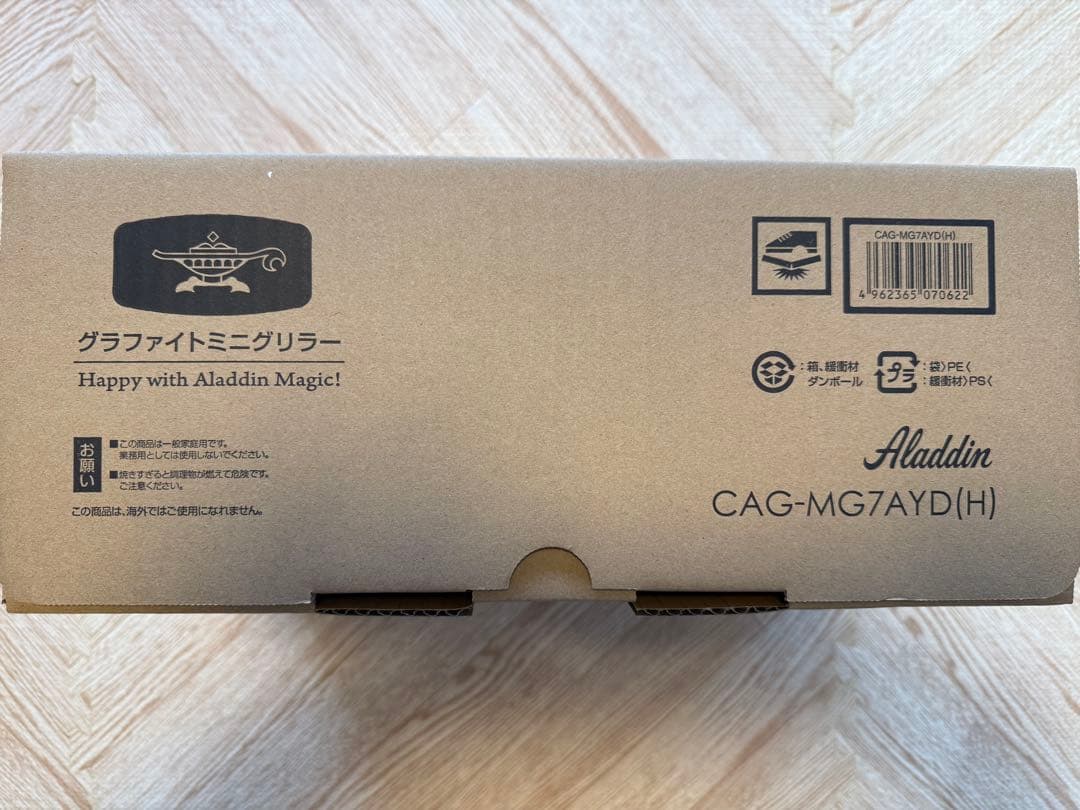 グラファイトミニグリラー
Happy with Aladdin Magic!
お願い
■この商品は一般家庭用です。
業務用としては使用しないでください。
■焼きすぎると調理物が燃えて危険です。
ご注意ください。
この商品は、海外ではご使用になれません。
CAG-MG7AYD(H)
4 962365 070622
:箱、緩衝材
ダンボール
プラ
:袋〉PE〈
:緩衝材〉PS〈
Aladdin
CAG-MG7AYD(H)